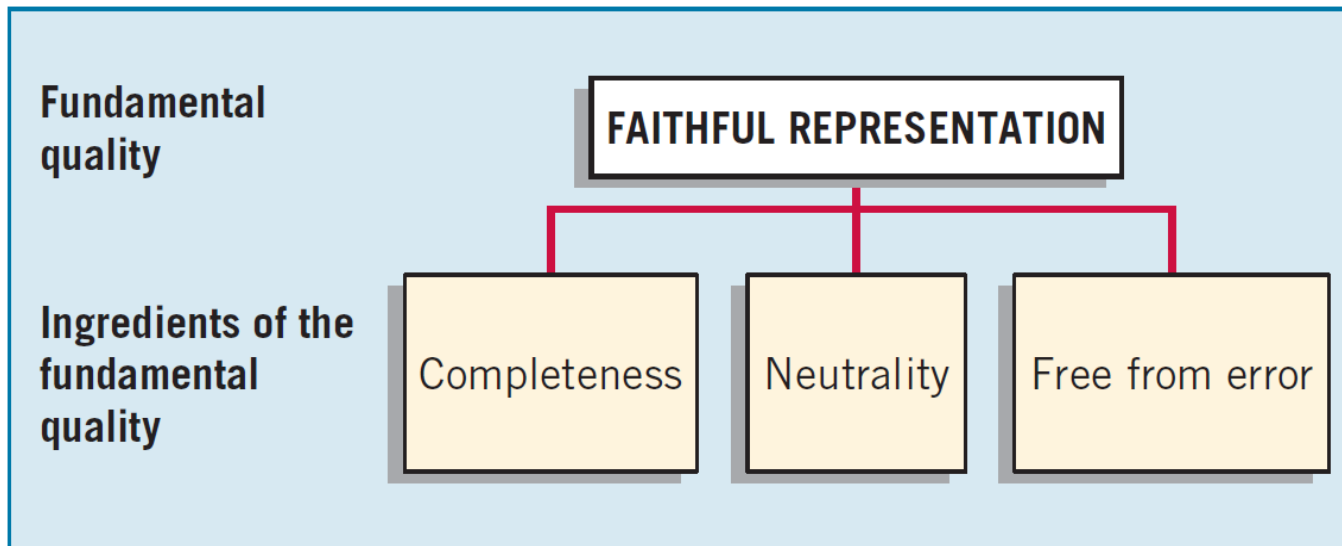 Fundamental
quality
FAITHFUL REPRESENTATION
Ingredients of the
fundamental
quality
Completeness
Neutrality
Free from error